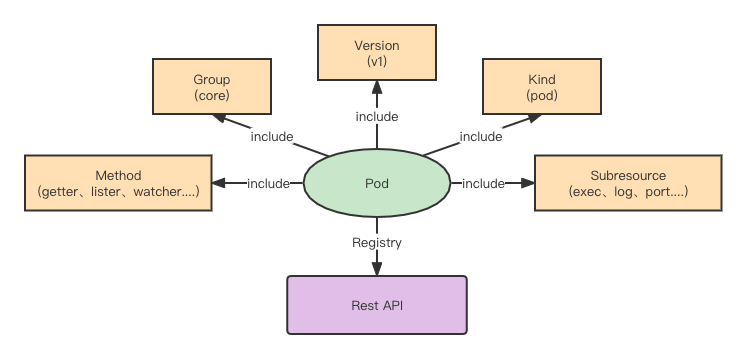 Version
(v1)
Group
(core)
Kind
(pod)
include
include
include
Method
(getter、lister、watcher....)
include
Pod
include
Subresource
(exec、log、port....)
Registry
Rest API